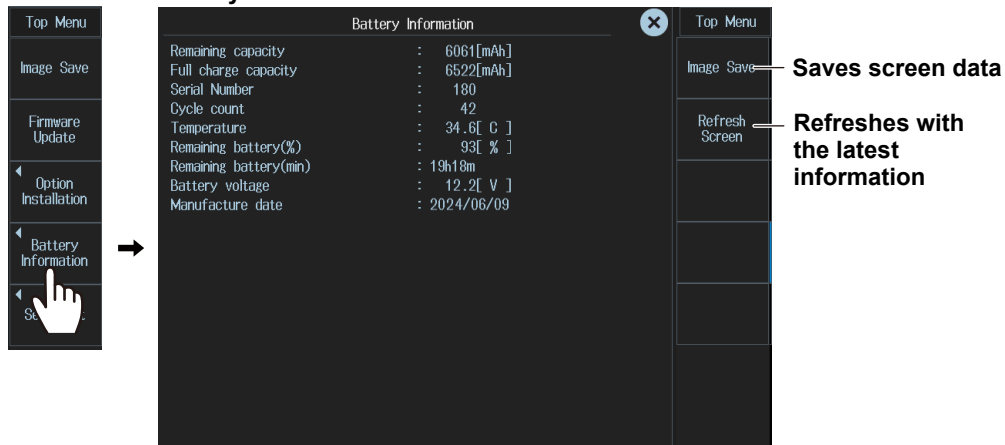 Top Menu
Image Save
Firmware
Update
Option
Installation
Battery
Information
Battery Information
Remaining capacity : 6061[mAh]
Full charge capacity : 6522[mAh]
Serial Number : 180
Cycle count : 42
Temperature : 34.6[ C ]
Remaining battery(%) : 93[ % ]
Remaining battery(min) : 19h18m
Battery voltage : 12.2[ V ]
Manufacture date : 2024/06/09
Top Menu
Image Save
Refresh
Screen
Saves screen data
Refreshes with
the latest
information